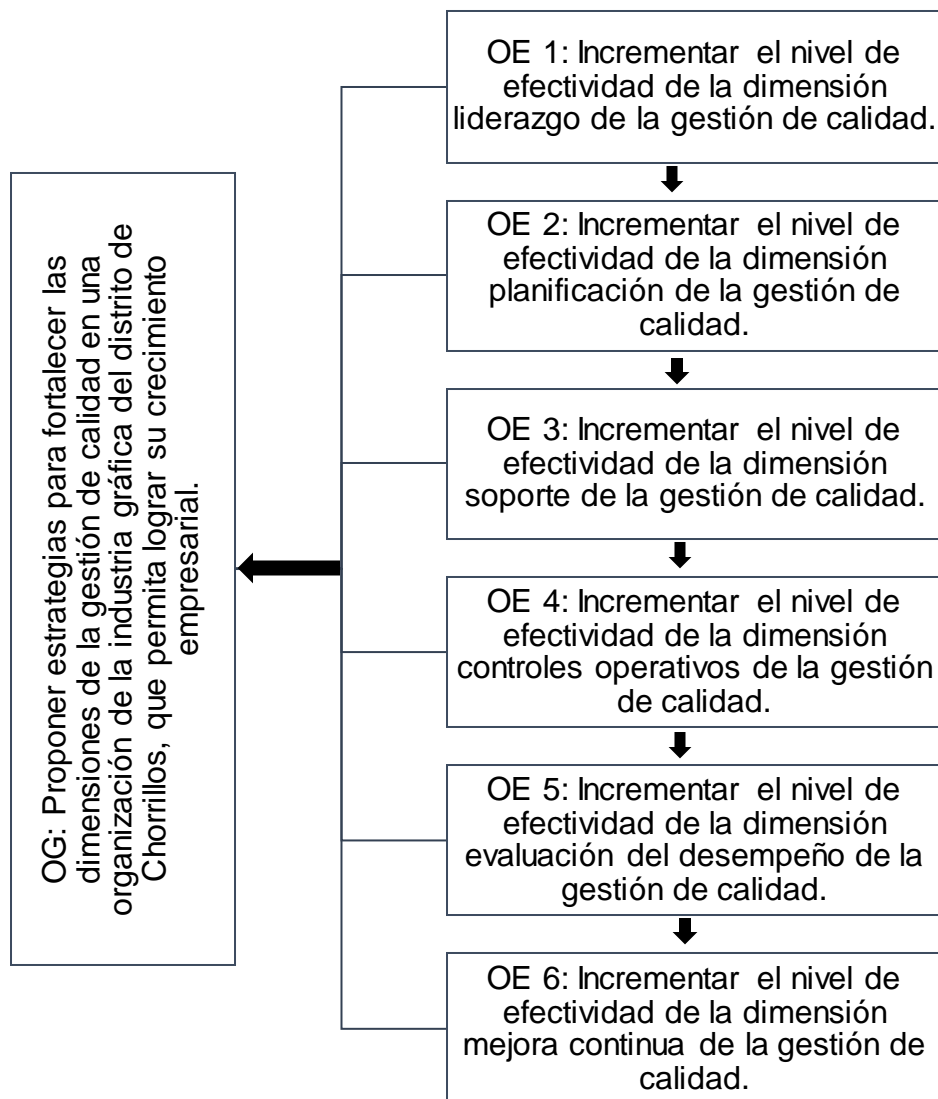 OG: Proponer estrategias para fortalecer las
dimensiones de la gestión de calidad en una
organización de la industria gráfica del distrito de
Chorrillos, que permita lograr su crecimiento
empresarial.
OE 1: Incrementar el nivel de
efectividad de la dimensión
liderazgo de la gestión de calidad.
OE 2: Incrementar el nivel de
efectividad de la dimensión
planificación de la gestión de
calidad.
OE 3: Incrementar el nivel de
efectividad de la dimensión
soporte de la gestión de calidad.
OE 4: Incrementar el nivel de
efectividad de la dimensión
controles operativos de la gestión
de calidad.
OE 5: Incrementar el nivel de
efectividad de la dimensión
evaluación del desempeño de la
gestión de calidad.
OE 6: Incrementar el nivel de
efectividad de la dimensión
mejora continua de la gestión de
calidad.